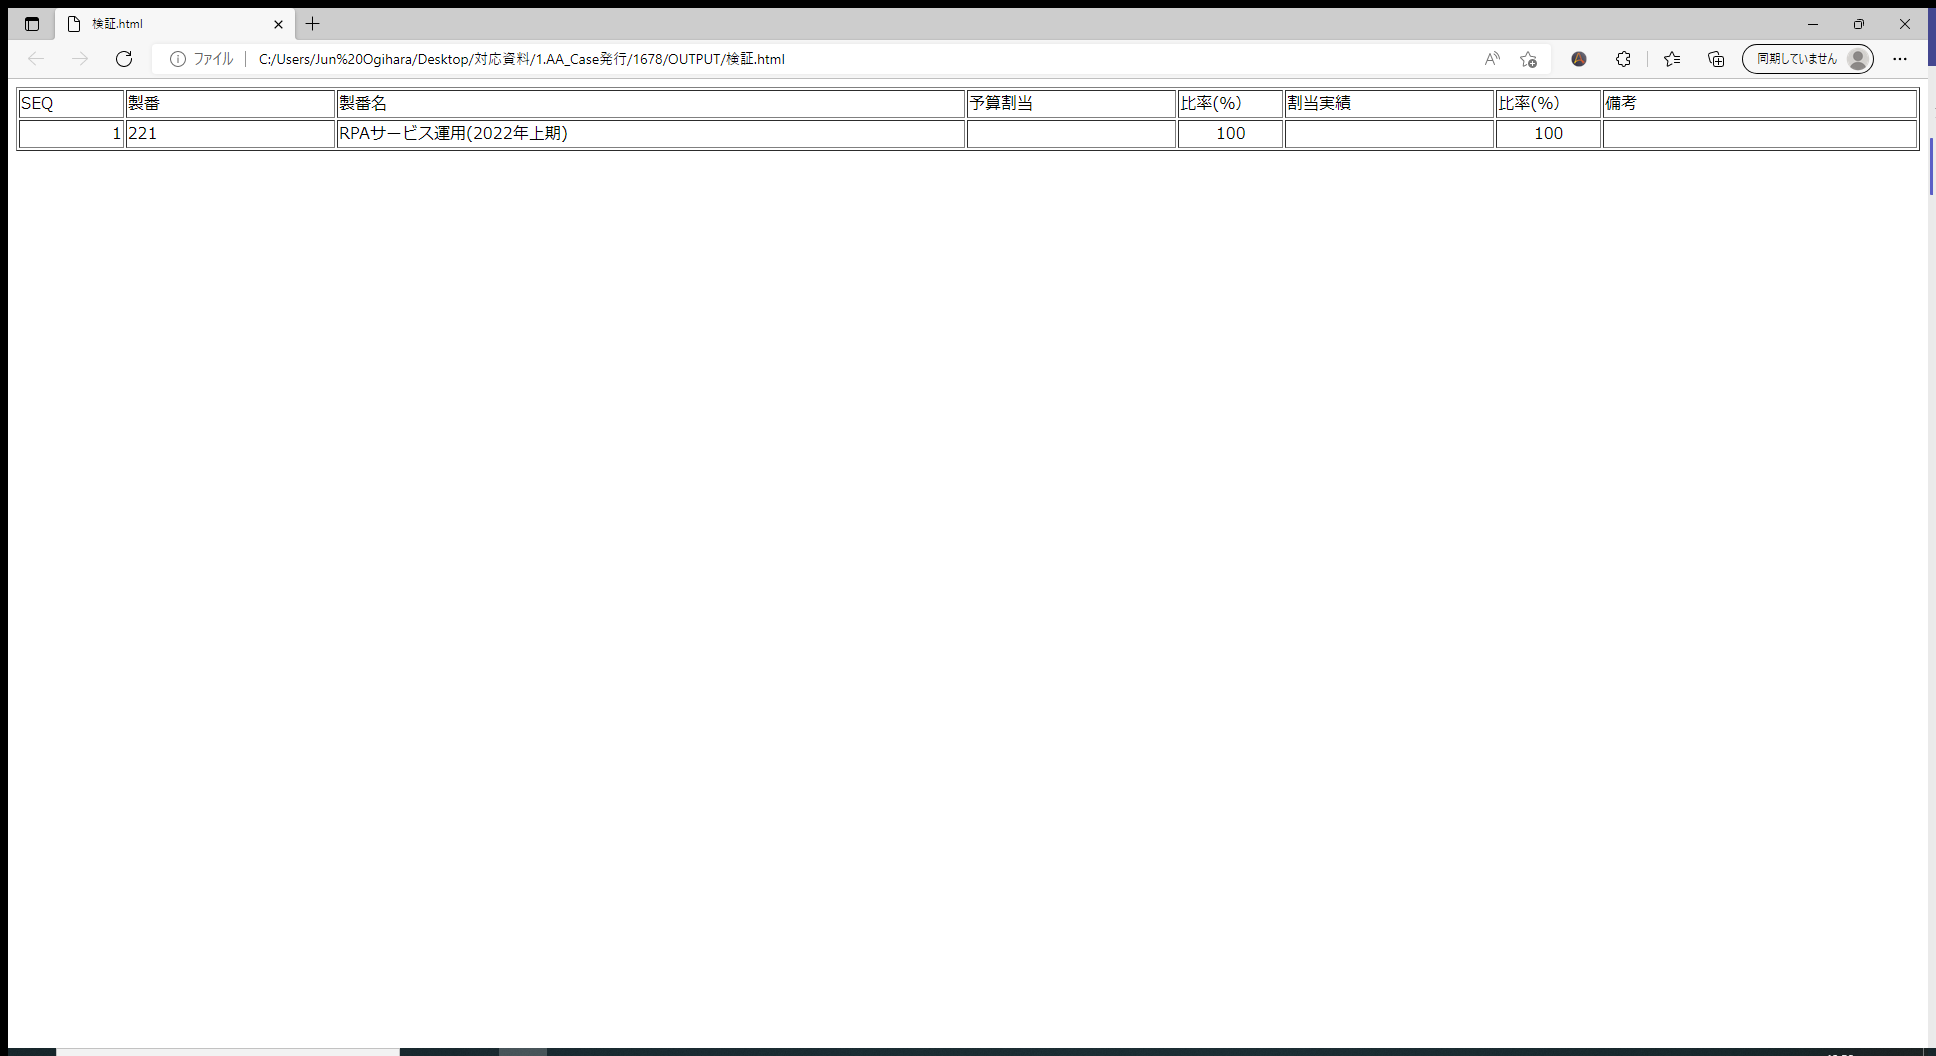 検証.html
ファイル
C:/Users/Jun%20Ogihara/Desktop/対応資料/1.AA_Case発行/1678/OUTPUT/検証.html
同期していません
SEQ 製番 製番名 予算割当 比率(%) 割当実績 比率(%) 備考
1 221 RPAサービス運用(2022年上期) 100 100